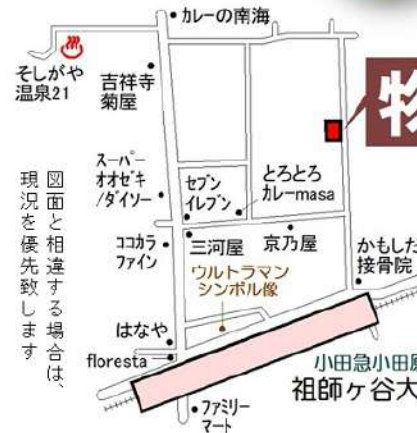 カレーの南海
そしがや
温泉21
吉祥寺
菊屋
物
スーパー
オオゼキ
/ダイソー
セブン
イレブン
とろとろ
カレーmasa
ココカラ
ファイン
三河屋
京乃屋
かもした
接骨院
ウルトラマン
シンボル像
はなや
floresta
小田急小田原
祖師ヶ谷大
ファミリー
マート
図面と相違する場合は、
現況を優先致します